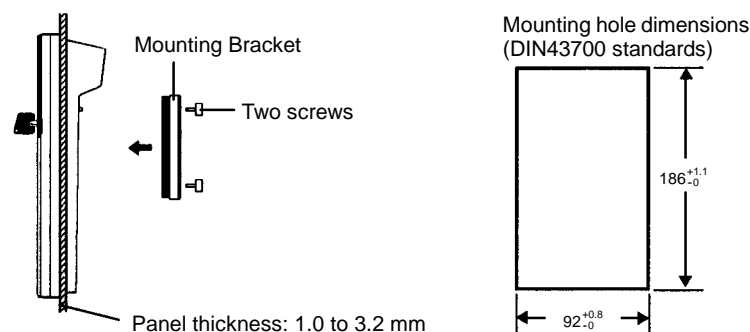 Mounting hole dimensions
(DIN43700 standards)
Mounting Bracket
Two screws
186 +1.1 -0
Panel thickness: 1.0 to 3.2 mm
92 +0.8 -0